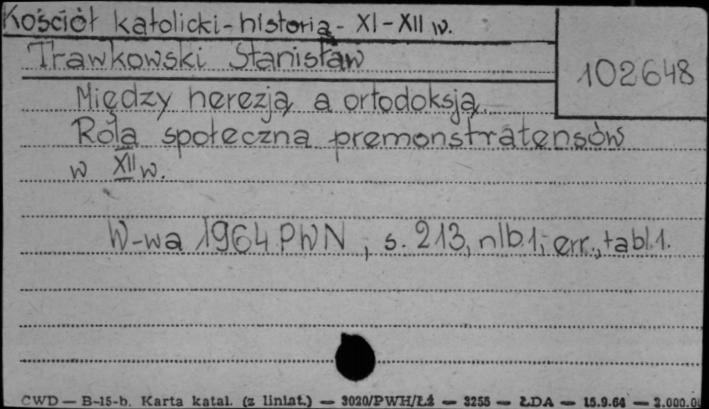 Kościół katolicki-historia - XI-XII w.
Trawkowski Stanisław
102648
Między herezją a ortodoksją.
Rola społeczna premonstratensów
w XII w.
W-wa 1964 PWN, s. 213, nlb.1; err., tabl.1.
CWD — B-15-b. Karta katal. (z liniat.) — 3020/PWH/Łż — 3255 — ŁDA — 15.9.64 — 2.000.0